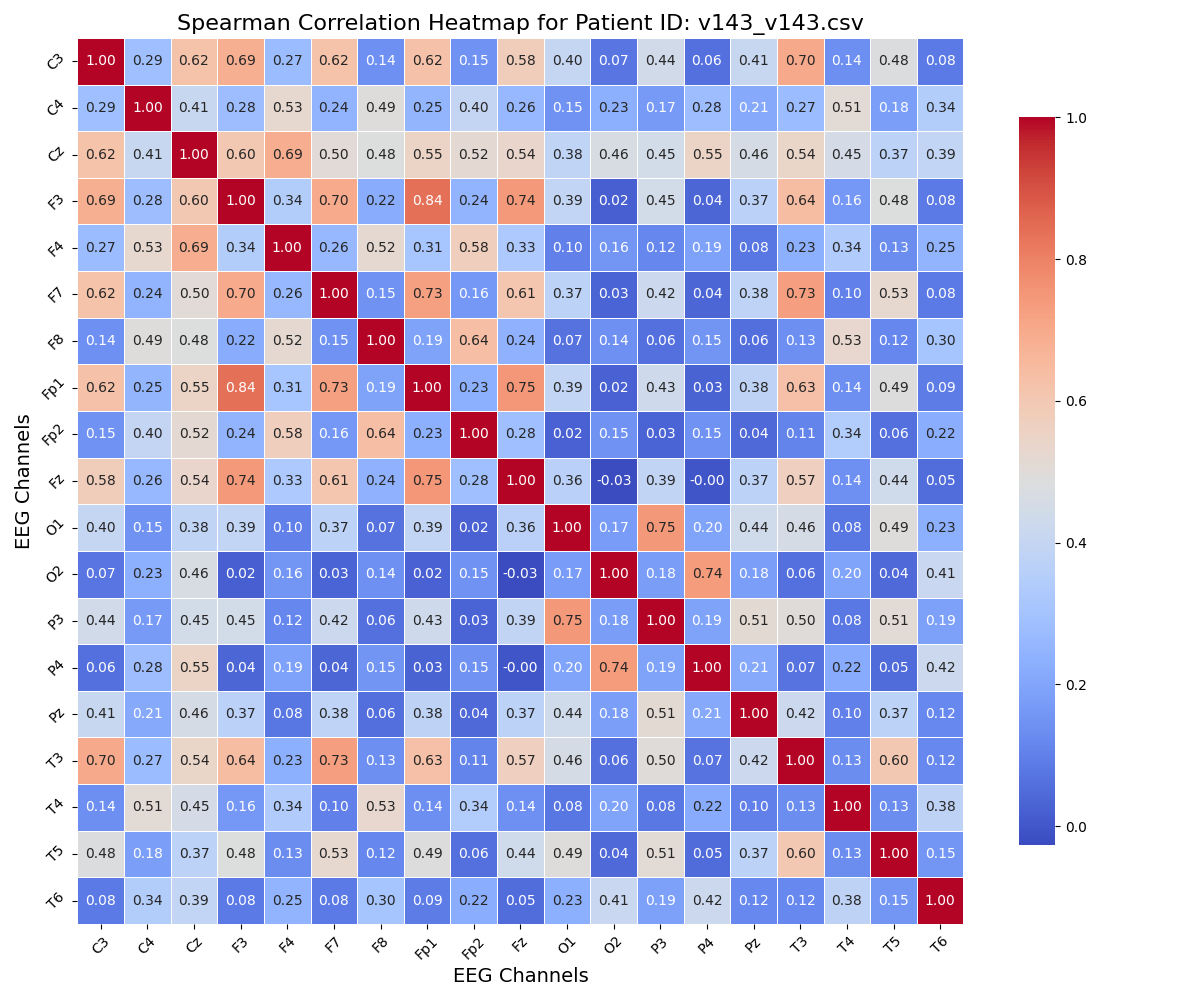 Spearman Correlation Heatmap for Patient ID: v143_v143.csv
C3 1.00 0.29 0.62 0.69 0.27 0.62 0.14 0.62 0.15 0.58 0.40 0.07 0.44 0.06 0.41 0.70 0.14 0.48 0.08
C4 0.29 1.00 0.41 0.28 0.53 0.24 0.49 0.25 0.40 0.26 0.15 0.23 0.17 0.28 0.21 0.27 0.51 0.18 0.34
Cz 0.62 0.41 1.00 0.60 0.69 0.50 0.48 0.55 0.52 0.54 0.38 0.46 0.45 0.55 0.46 0.54 0.45 0.37 0.39
F3 0.69 0.28 0.60 1.00 0.34 0.70 0.22 0.84 0.24 0.74 0.39 0.02 0.45 0.04 0.37 0.64 0.16 0.48 0.08
F4 0.27 0.53 0.69 0.34 1.00 0.26 0.52 0.31 0.58 0.33 0.10 0.16 0.12 0.19 0.08 0.23 0.34 0.13 0.25
F7 0.62 0.24 0.50 0.70 0.26 1.00 0.15 0.73 0.16 0.61 0.37 0.03 0.42 0.04 0.38 0.73 0.10 0.53 0.08
F8 0.14 0.49 0.48 0.22 0.52 0.15 1.00 0.19 0.64 0.24 0.07 0.14 0.06 0.15 0.06 0.13 0.53 0.12 0.30
Fp1 0.62 0.25 0.55 0.84 0.31 0.73 0.19 1.00 0.23 0.75 0.39 0.02 0.43 0.03 0.38 0.63 0.14 0.49 0.09
Fp2 0.15 0.40 0.52 0.24 0.58 0.16 0.64 0.23 1.00 0.28 0.02 0.15 0.03 0.15 0.04 0.11 0.34 0.06 0.22
Fz 0.58 0.26 0.54 0.74 0.33 0.61 0.24 0.75 0.28 1.00 0.36 -0.03 0.39 -0.00 0.37 0.57 0.14 0.44 0.05
O1 0.40 0.15 0.38 0.39 0.10 0.37 0.07 0.39 0.02 0.36 1.00 0.17 0.75 0.20 0.44 0.46 0.08 0.49 0.23
O2 0.07 0.23 0.46 0.02 0.16 0.03 0.14 0.02 0.15 -0.03 0.17 1.00 0.18 0.74 0.18 0.06 0.20 0.04 0.41
P3 0.44 0.17 0.45 0.45 0.12 0.42 0.06 0.43 0.03 0.39 0.75 0.18 1.00 0.19 0.51 0.50 0.08 0.51 0.19
P4 0.06 0.28 0.55 0.04 0.19 0.04 0.15 0.03 0.15 -0.00 0.20 0.74 0.19 1.00 0.21 0.07 0.22 0.05 0.42
Pz 0.41 0.21 0.46 0.37 0.08 0.38 0.06 0.38 0.04 0.37 0.44 0.18 0.51 0.21 1.00 0.42 0.10 0.37 0.12
T3 0.70 0.27 0.54 0.64 0.23 0.73 0.13 0.63 0.11 0.57 0.46 0.06 0.50 0.07 0.42 1.00 0.13 0.60 0.12
T4 0.14 0.51 0.45 0.16 0.34 0.10 0.53 0.14 0.34 0.14 0.08 0.20 0.08 0.22 0.10 0.13 1.00 0.13 0.38
T5 0.48 0.18 0.37 0.48 0.13 0.53 0.12 0.49 0.06 0.44 0.49 0.04 0.51 0.05 0.37 0.60 0.13 1.00 0.15
T6 0.08 0.34 0.39 0.08 0.25 0.08 0.30 0.09 0.22 0.05 0.23 0.41 0.19 0.42 0.12 0.12 0.38 0.15 1.00
C3 C4 Cz F3 F4 F7 F8 Fp1 Fp2 Fz O1 O2 P3 P4 Pz T3 T4 T5 T6
EEG Channels
EEG Channels
1.0
0.8
0.6
0.4
0.2
0.0